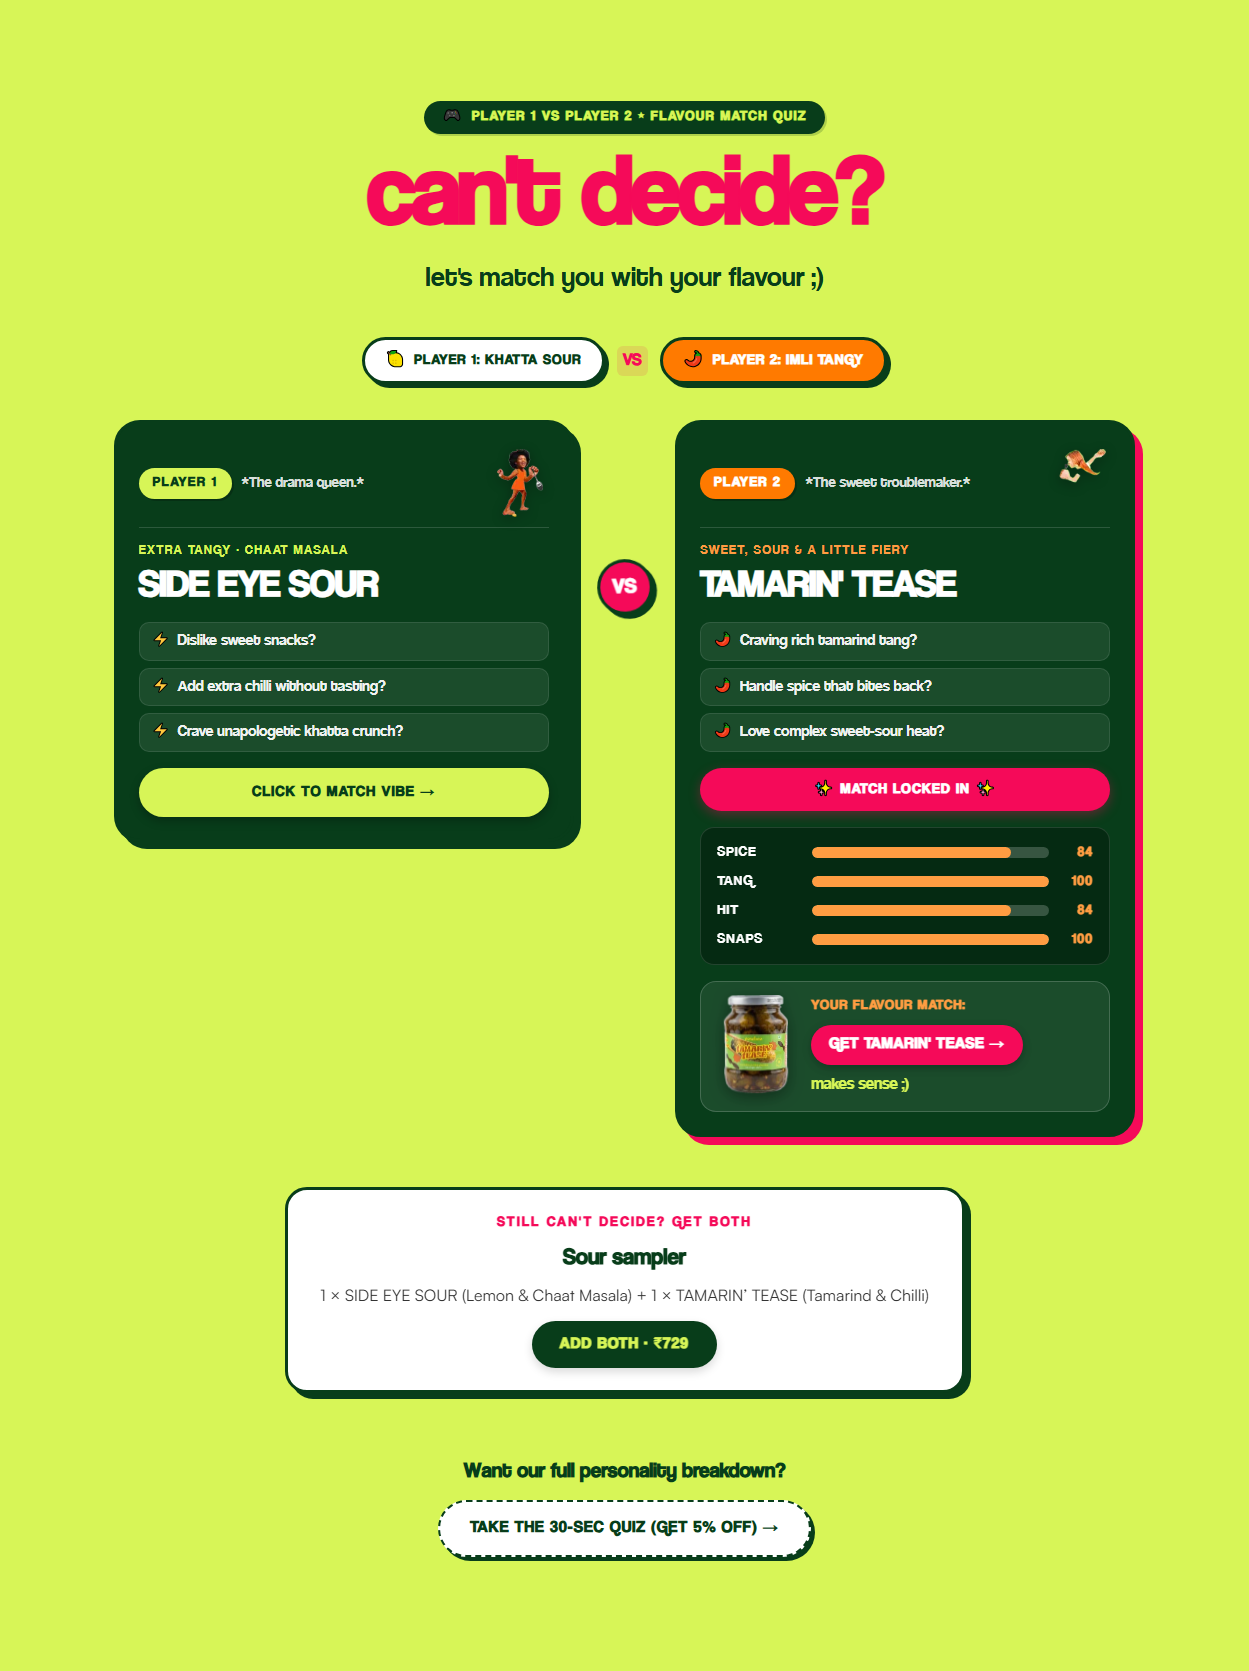 PLAYER 1 VS PLAYER 2 ★ FLAVOUR MATCH QUIZ
can't decide?
let's match you with your flavour ;)
PLAYER 1: KHATTA SOUR
VS
PLAYER 2: IMLI TANGY
PLAYER 1
*The drama queen.*
EXTRA TANGY · CHAAT MASALA
SIDE EYE SOUR
Dislike sweet snacks?
Add extra chilli without tasting?
Crave unapologetic khatta crunch?
CLICK TO MATCH VIBE →
VS
PLAYER 2
*The sweet troublemaker.*
SWEET, SOUR & A LITTLE FIERY
TAMARIN' TEASE
Craving rich tamarind tang?
Handle spice that bites back?
Love complex sweet-sour heat?
✨ MATCH LOCKED IN ✨
SPICE 84
TANG 100
HIT 84
SNAPS 100
TAMARIN'
TEASE
YOUR FLAVOUR MATCH:
GET TAMARIN' TEASE →
makes sense ;)
STILL CAN'T DECIDE? GET BOTH
Sour sampler
1 × SIDE EYE SOUR (Lemon & Chaat Masala) + 1 × TAMARIN' TEASE (Tamarind & Chilli)
ADD BOTH · ₹729
Want our full personality breakdown?
TAKE THE 30-SEC QUIZ (GET 5% OFF) →